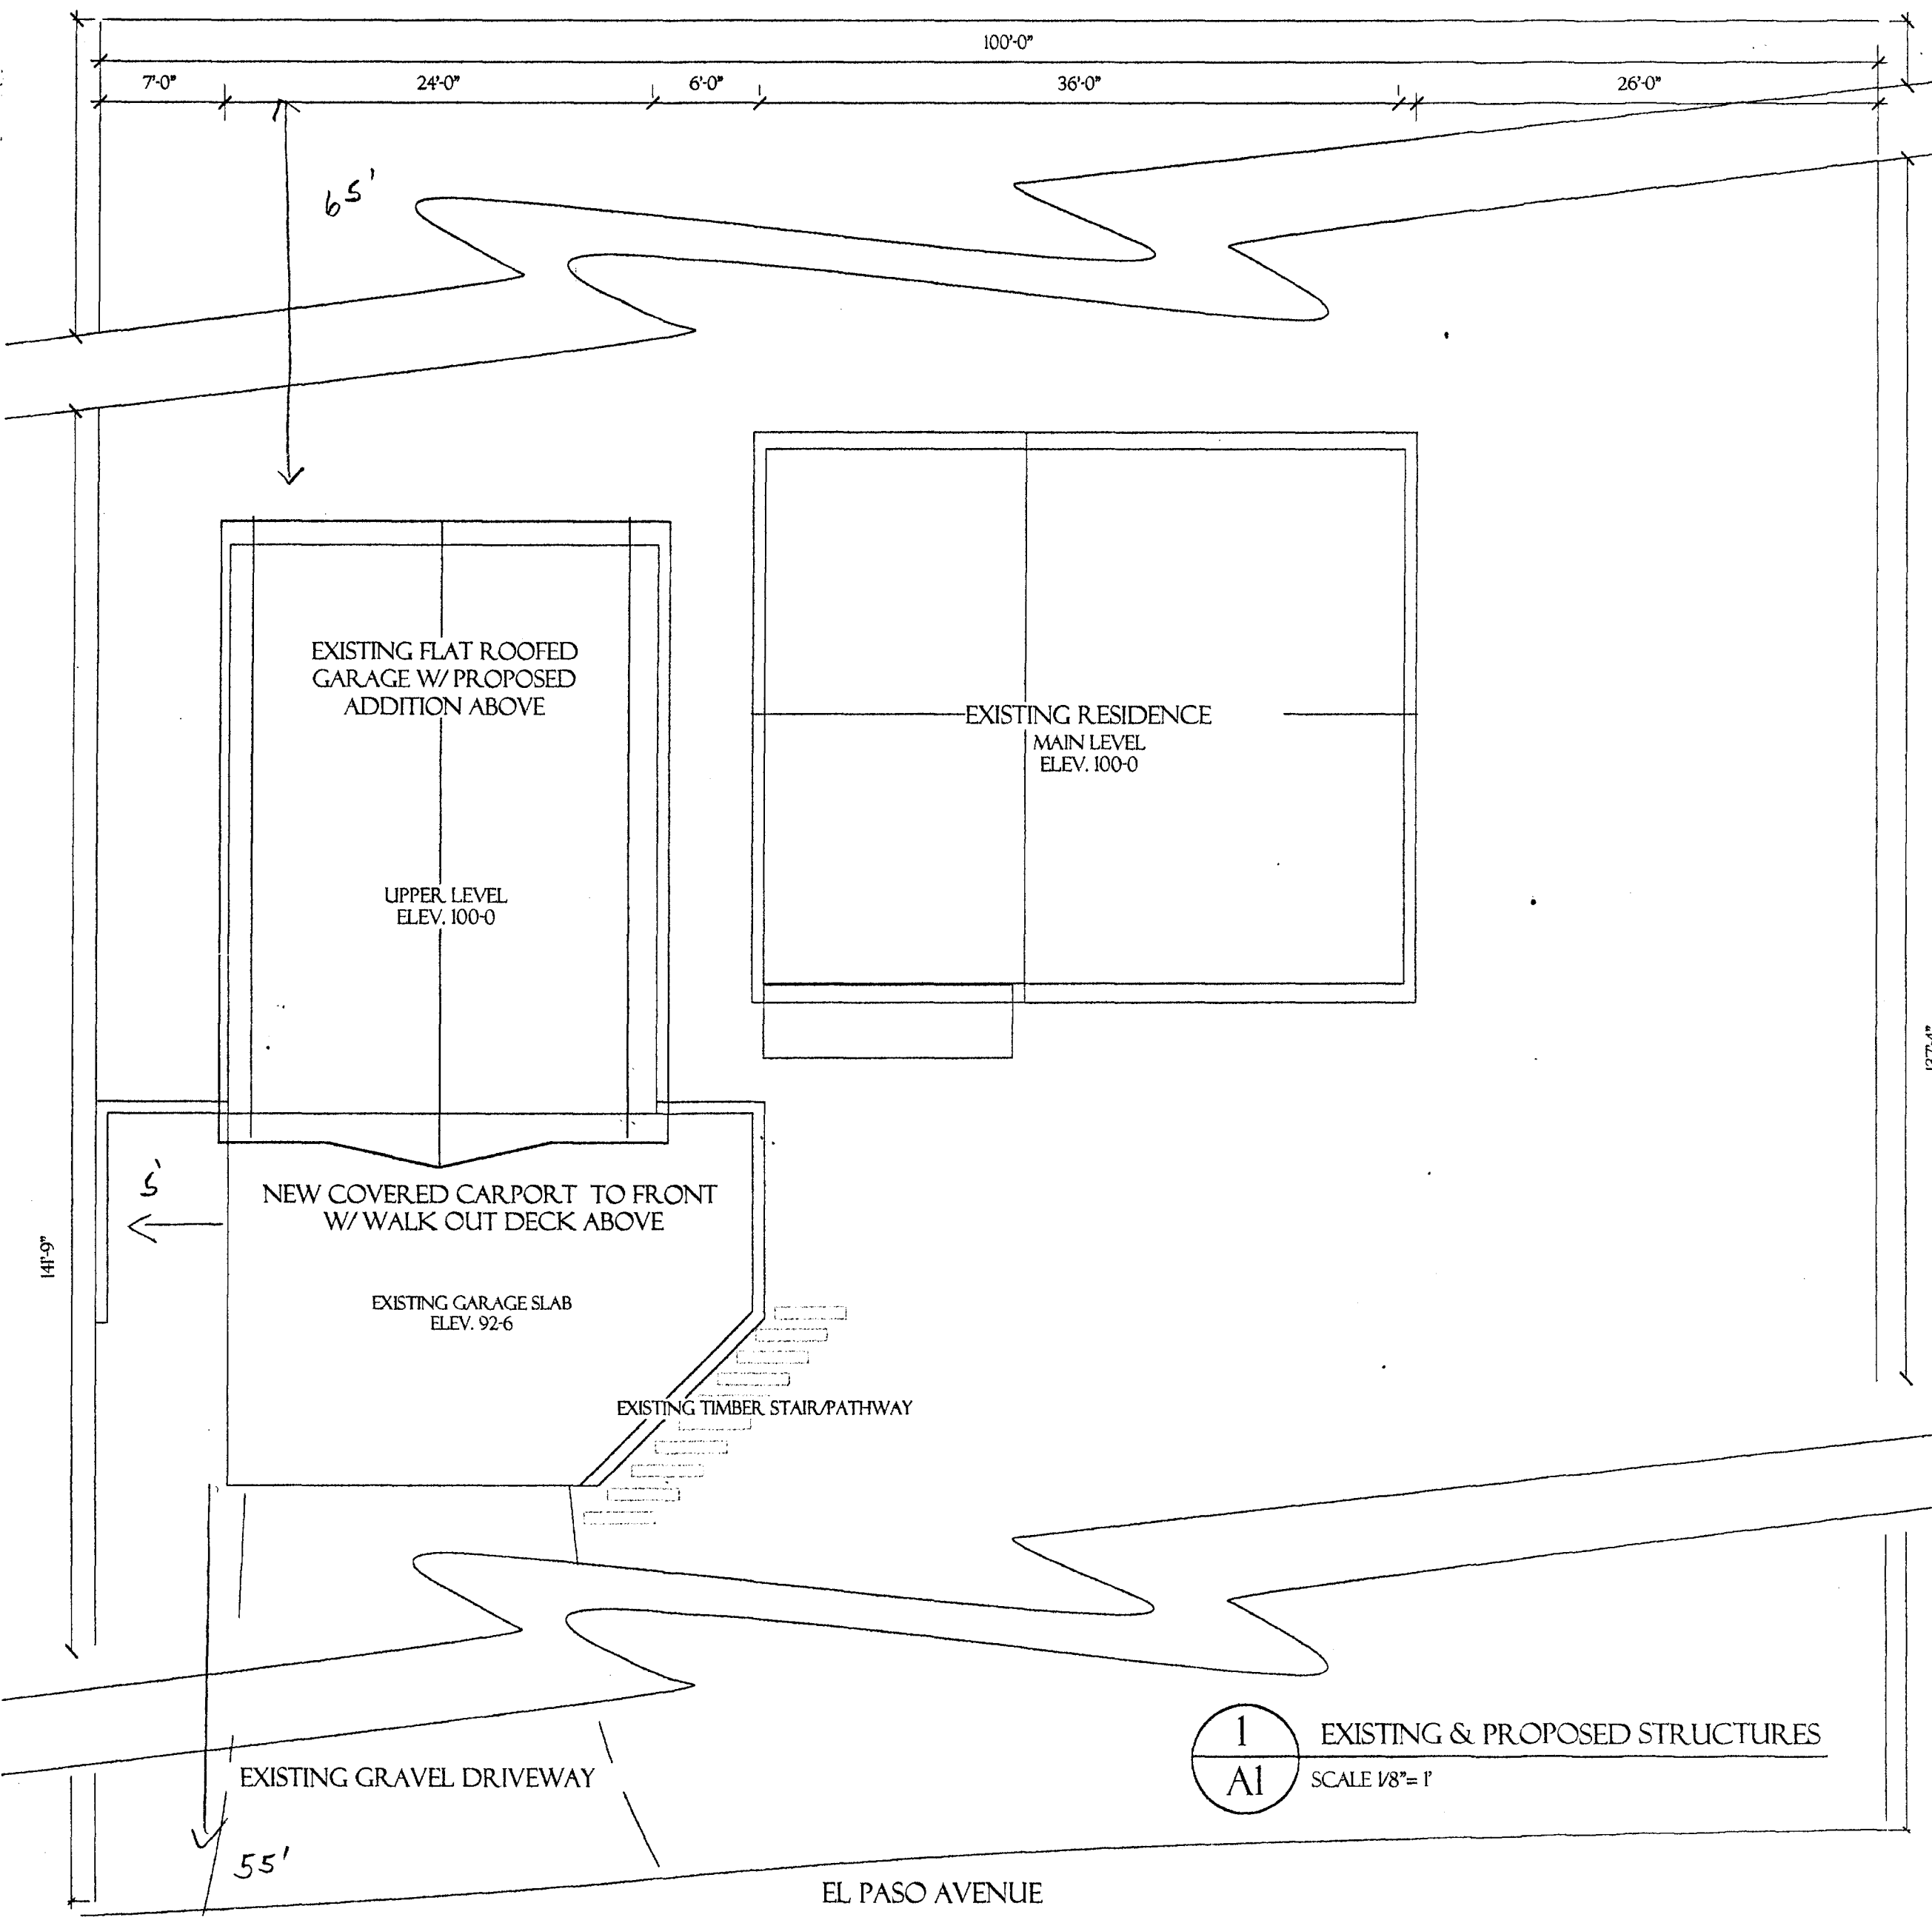 100'-0"
7'-0" 24'-0" 6'-0" 36'-0" 26'-0"
65'
EXISTING FLAT ROOFED
GARAGE W/ PROPOSED
ADDITION ABOVE
EXISTING RESIDENCE
MAIN LEVEL
ELEV. 100-0
UPPER LEVEL
ELEV. 100-0
137'-4"
5'
NEW COVERED CARPORT TO FRONT
W/ WALK OUT DECK ABOVE
141'-9"
EXISTING GARAGE SLAB
ELEV. 92-6
EXISTING TIMBER STAIR/PATHWAY
1
A1
EXISTING & PROPOSED STRUCTURES
SCALE 1/8"= 1'
EXISTING GRAVEL DRIVEWAY
55'
EL PASO AVENUE